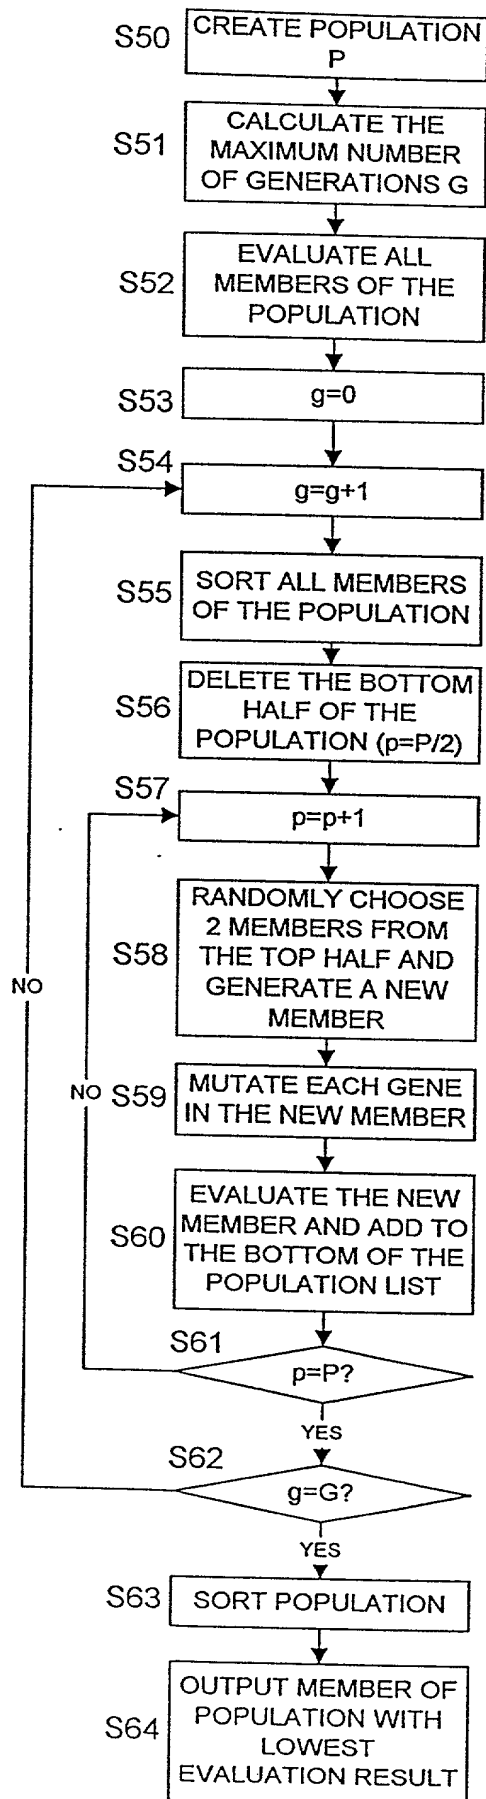 S50
CREATE POPULATION
P
S51
CALCULATE THE
MAXIMUM NUMBER
OF GENERATIONS G
S52
EVALUATE ALL
MEMBERS OF THE
POPULATION
S53
g=0
S54
g=g+1
S55
SORT ALL MEMBERS
OF THE POPULATION
S56
DELETE THE BOTTOM
HALF OF THE
POPULATION (p=P/2)
S57
p=p+1
S58
RANDOMLY CHOOSE
2 MEMBERS FROM
THE TOP HALF AND
GENERATE A NEW
MEMBER
NO
NO
S59
MUTATE EACH GENE
IN THE NEW MEMBER
S60
EVALUATE THE NEW
MEMBER AND ADD TO
THE BOTTOM OF THE
POPULATION LIST
S61
p=P?
YES
S62
g=G?
YES
S63
SORT POPULATION
S64
OUTPUT MEMBER OF
POPULATION WITH
LOWEST
EVALUATION RESULT